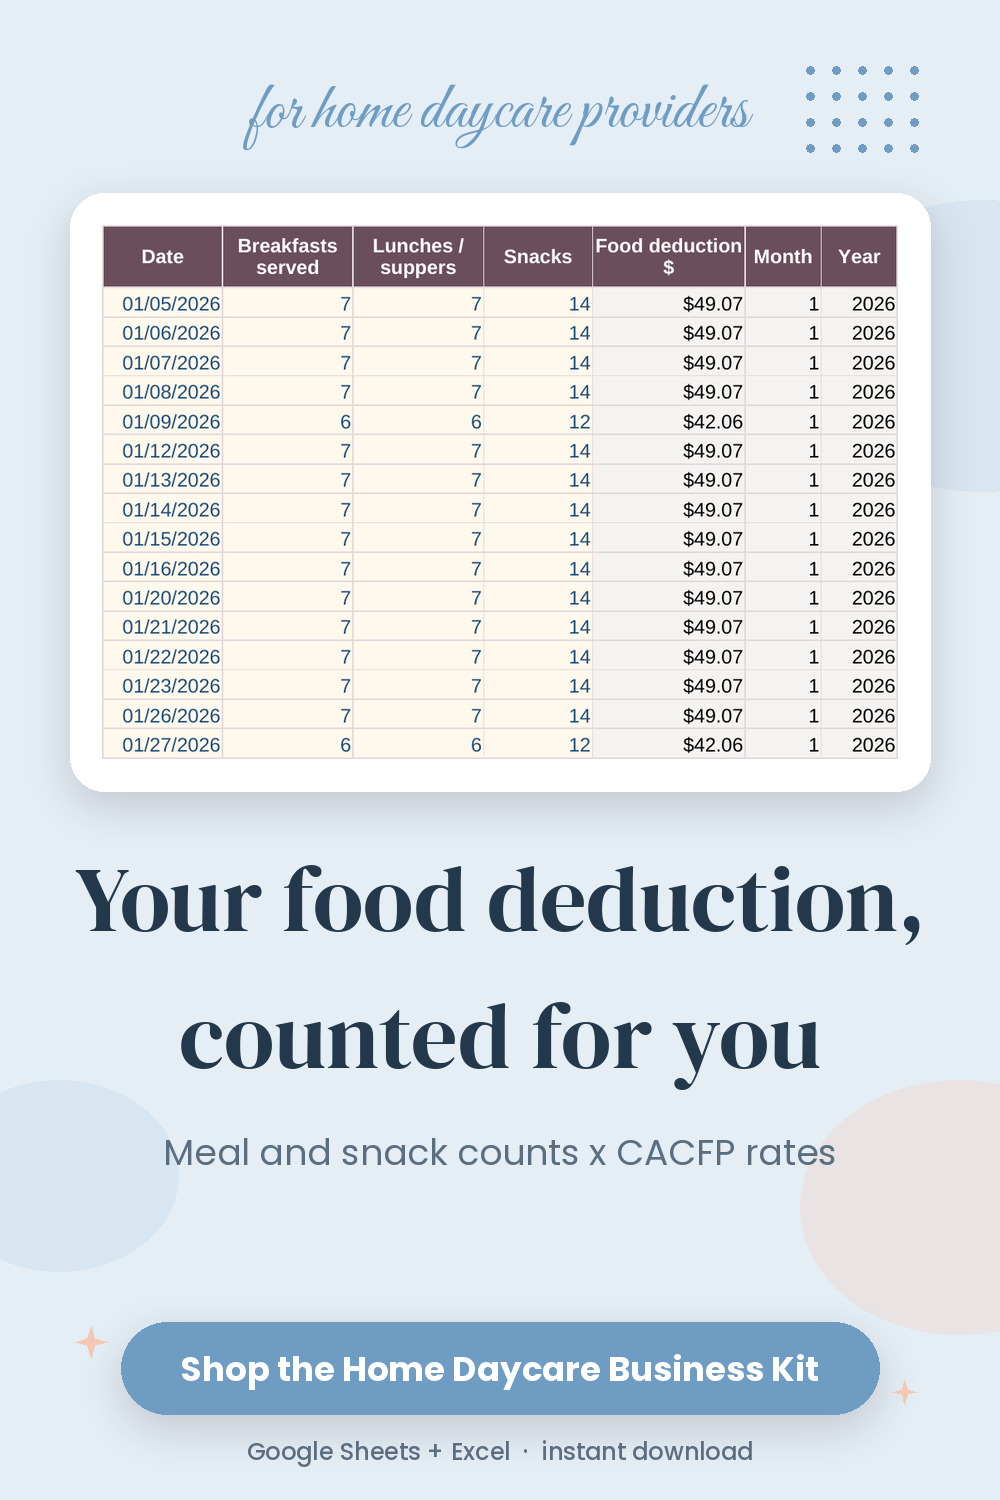 for home daycare providers
Date Breakfasts served Lunches / suppers Snacks Food deduction $ Month Year
01/05/2026 7 7 14 $49.07 1 2026
01/06/2026 7 7 14 $49.07 1 2026
01/07/2026 7 7 14 $49.07 1 2026
01/08/2026 7 7 14 $49.07 1 2026
01/09/2026 6 6 12 $42.06 1 2026
01/12/2026 7 7 14 $49.07 1 2026
01/13/2026 7 7 14 $49.07 1 2026
01/14/2026 7 7 14 $49.07 1 2026
01/15/2026 7 7 14 $49.07 1 2026
01/16/2026 7 7 14 $49.07 1 2026
01/20/2026 7 7 14 $49.07 1 2026
01/21/2026 7 7 14 $49.07 1 2026
01/22/2026 7 7 14 $49.07 1 2026
01/23/2026 7 7 14 $49.07 1 2026
01/26/2026 7 7 14 $49.07 1 2026
01/27/2026 6 6 12 $42.06 1 2026
Your food deduction,
counted for you
Meal and snack counts x CACFP rates
Shop the Home Daycare Business Kit
Google Sheets + Excel · instant download